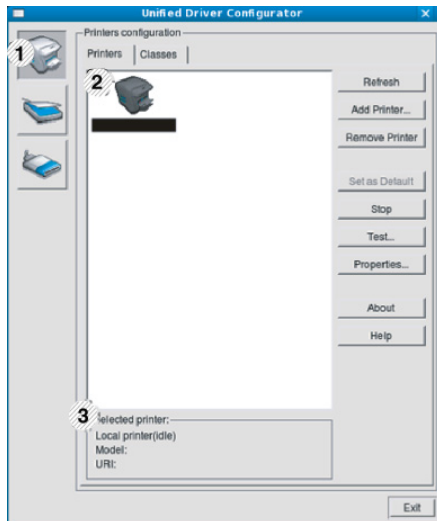 Unified Driver Configurator
Printers configuration
1
Printers Classes
2
Refresh
Add Printer...
Remove Printer
Set as Default
Stop
Test...
Properties...
About
Help
3
Selected printer:
Local printer(idle)
Model:
URI:
Exit